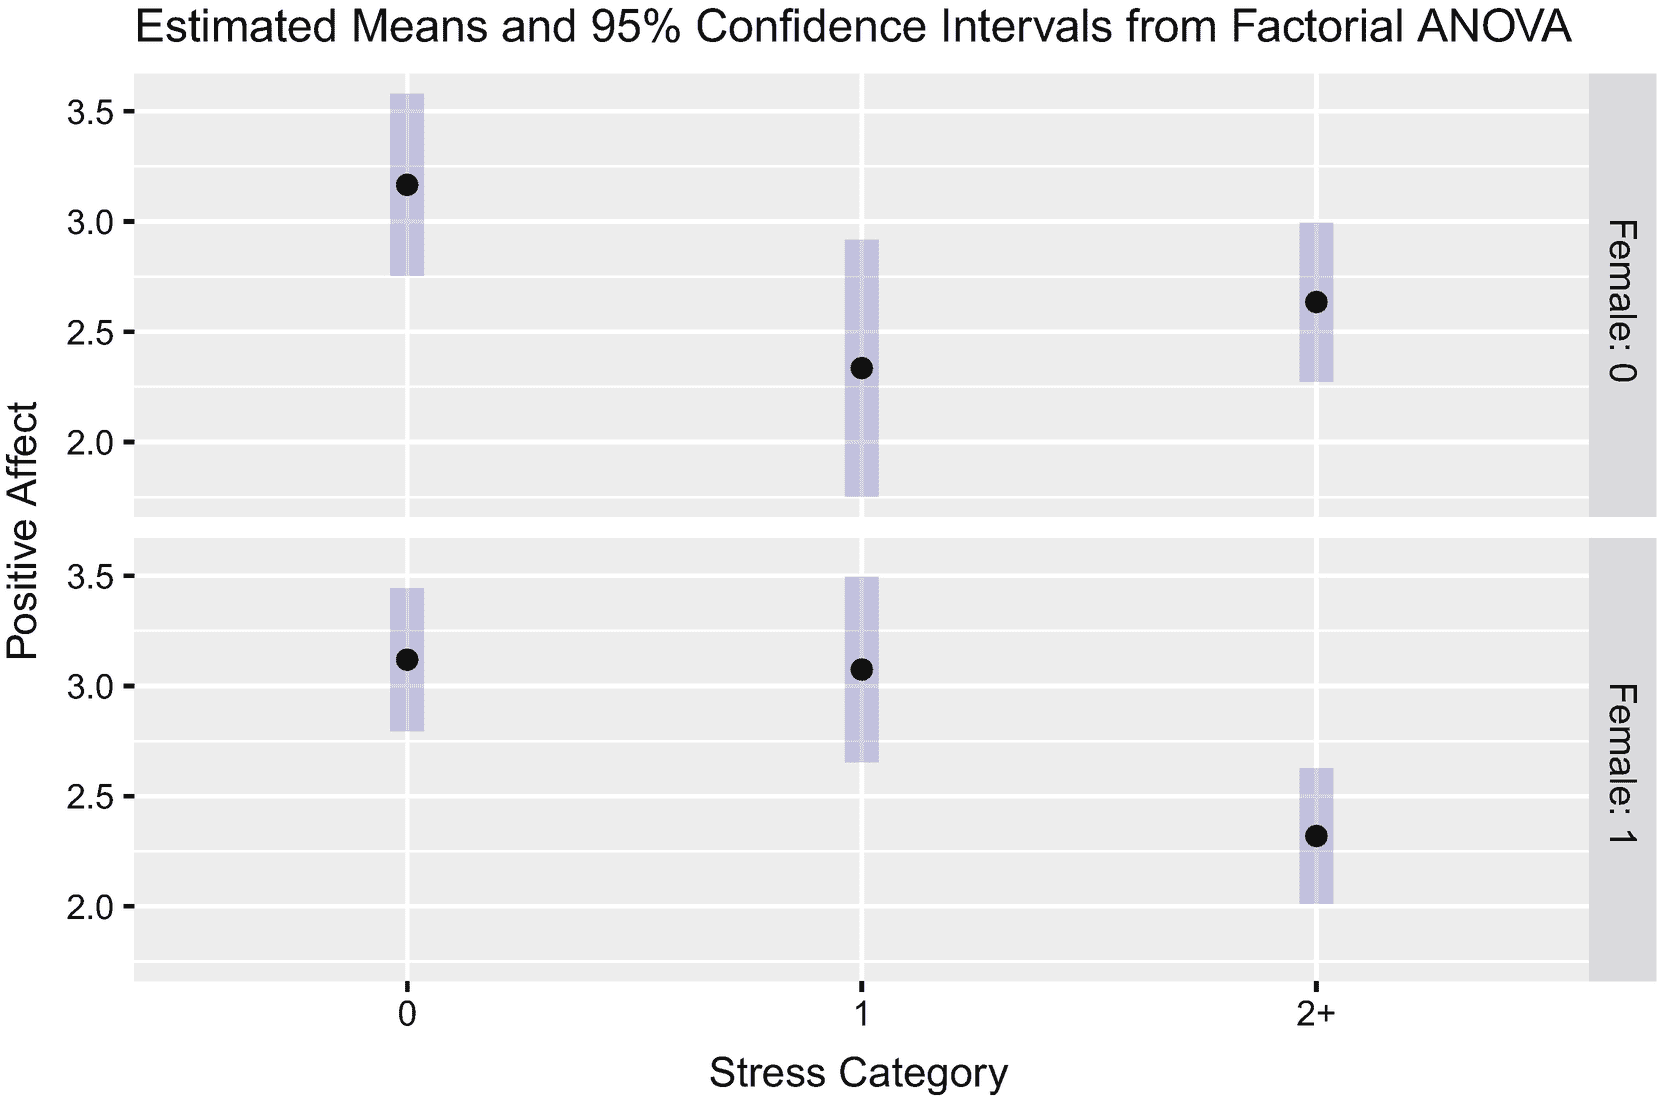 Estimated Means and 95% Confidence Intervals from Factorial ANOVA
Positive Affect
3.5
3.0
2.5
2.0
Female: 0
3.5
3.0
2.5
2.0
Female: 1
0 1 2+
Stress Category